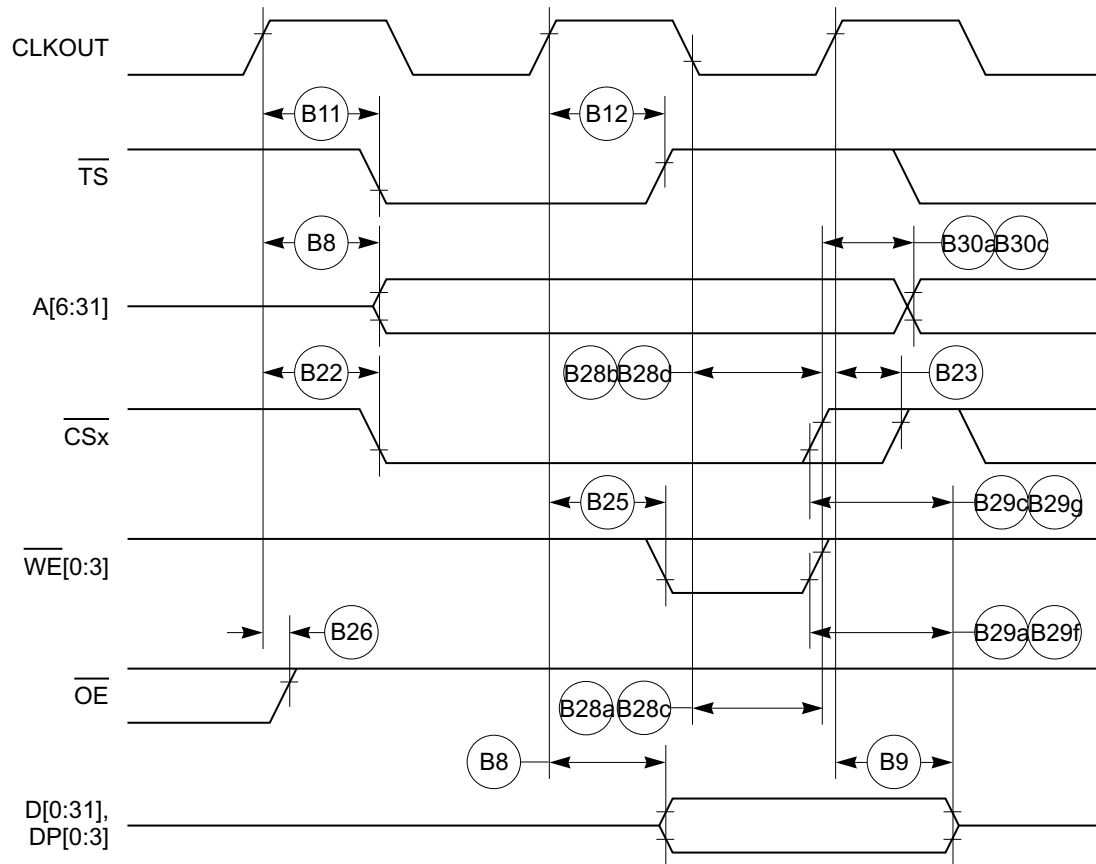 CLKOUT
B11
B12
TS
B8
B30a B30c
A[6:31]
B22
B28b B28d
B23
CSx
B25
B29c B29g
WE[0:3]
B26
B29a B29f
OE
B28a B28c
B8
B9
D[0:31],
DP[0:3]